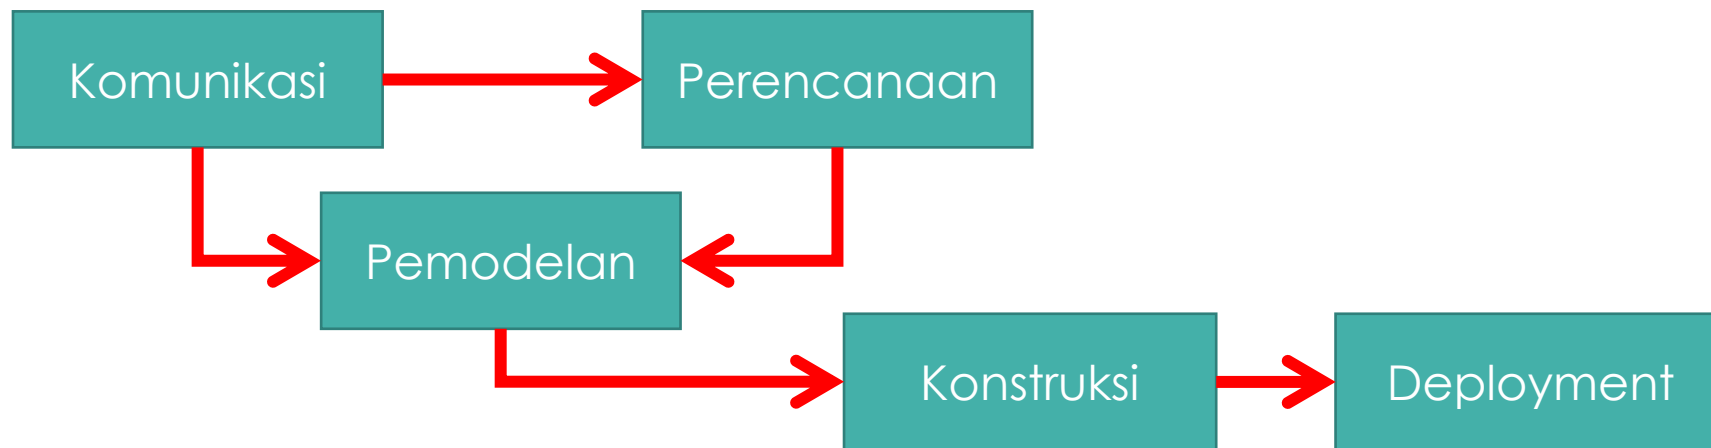 Komunikasi
Perencanaan
Pemodelan
Konstruksi
Deployment